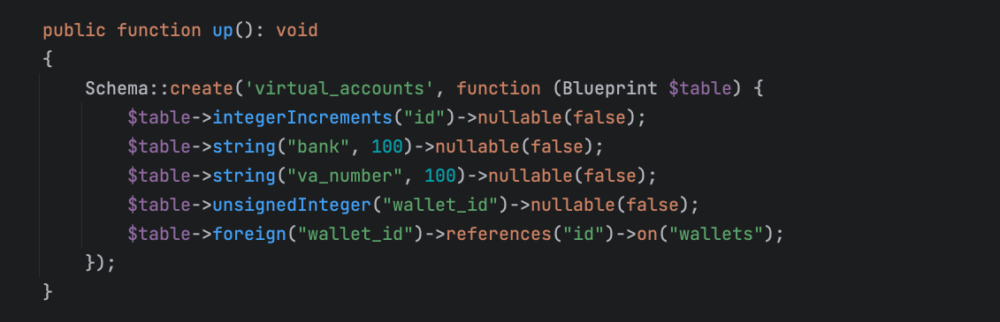 public function up(): void
{
    Schema::create('virtual_accounts', function (Blueprint $table) {
        $table->integerIncrements("id")->nullable(false);
        $table->string("bank", 100)->nullable(false);
        $table->string("va_number", 100)->nullable(false);
        $table->unsignedInteger("wallet_id")->nullable(false);
        $table->foreign("wallet_id")->references("id")->on("wallets");
    });
}